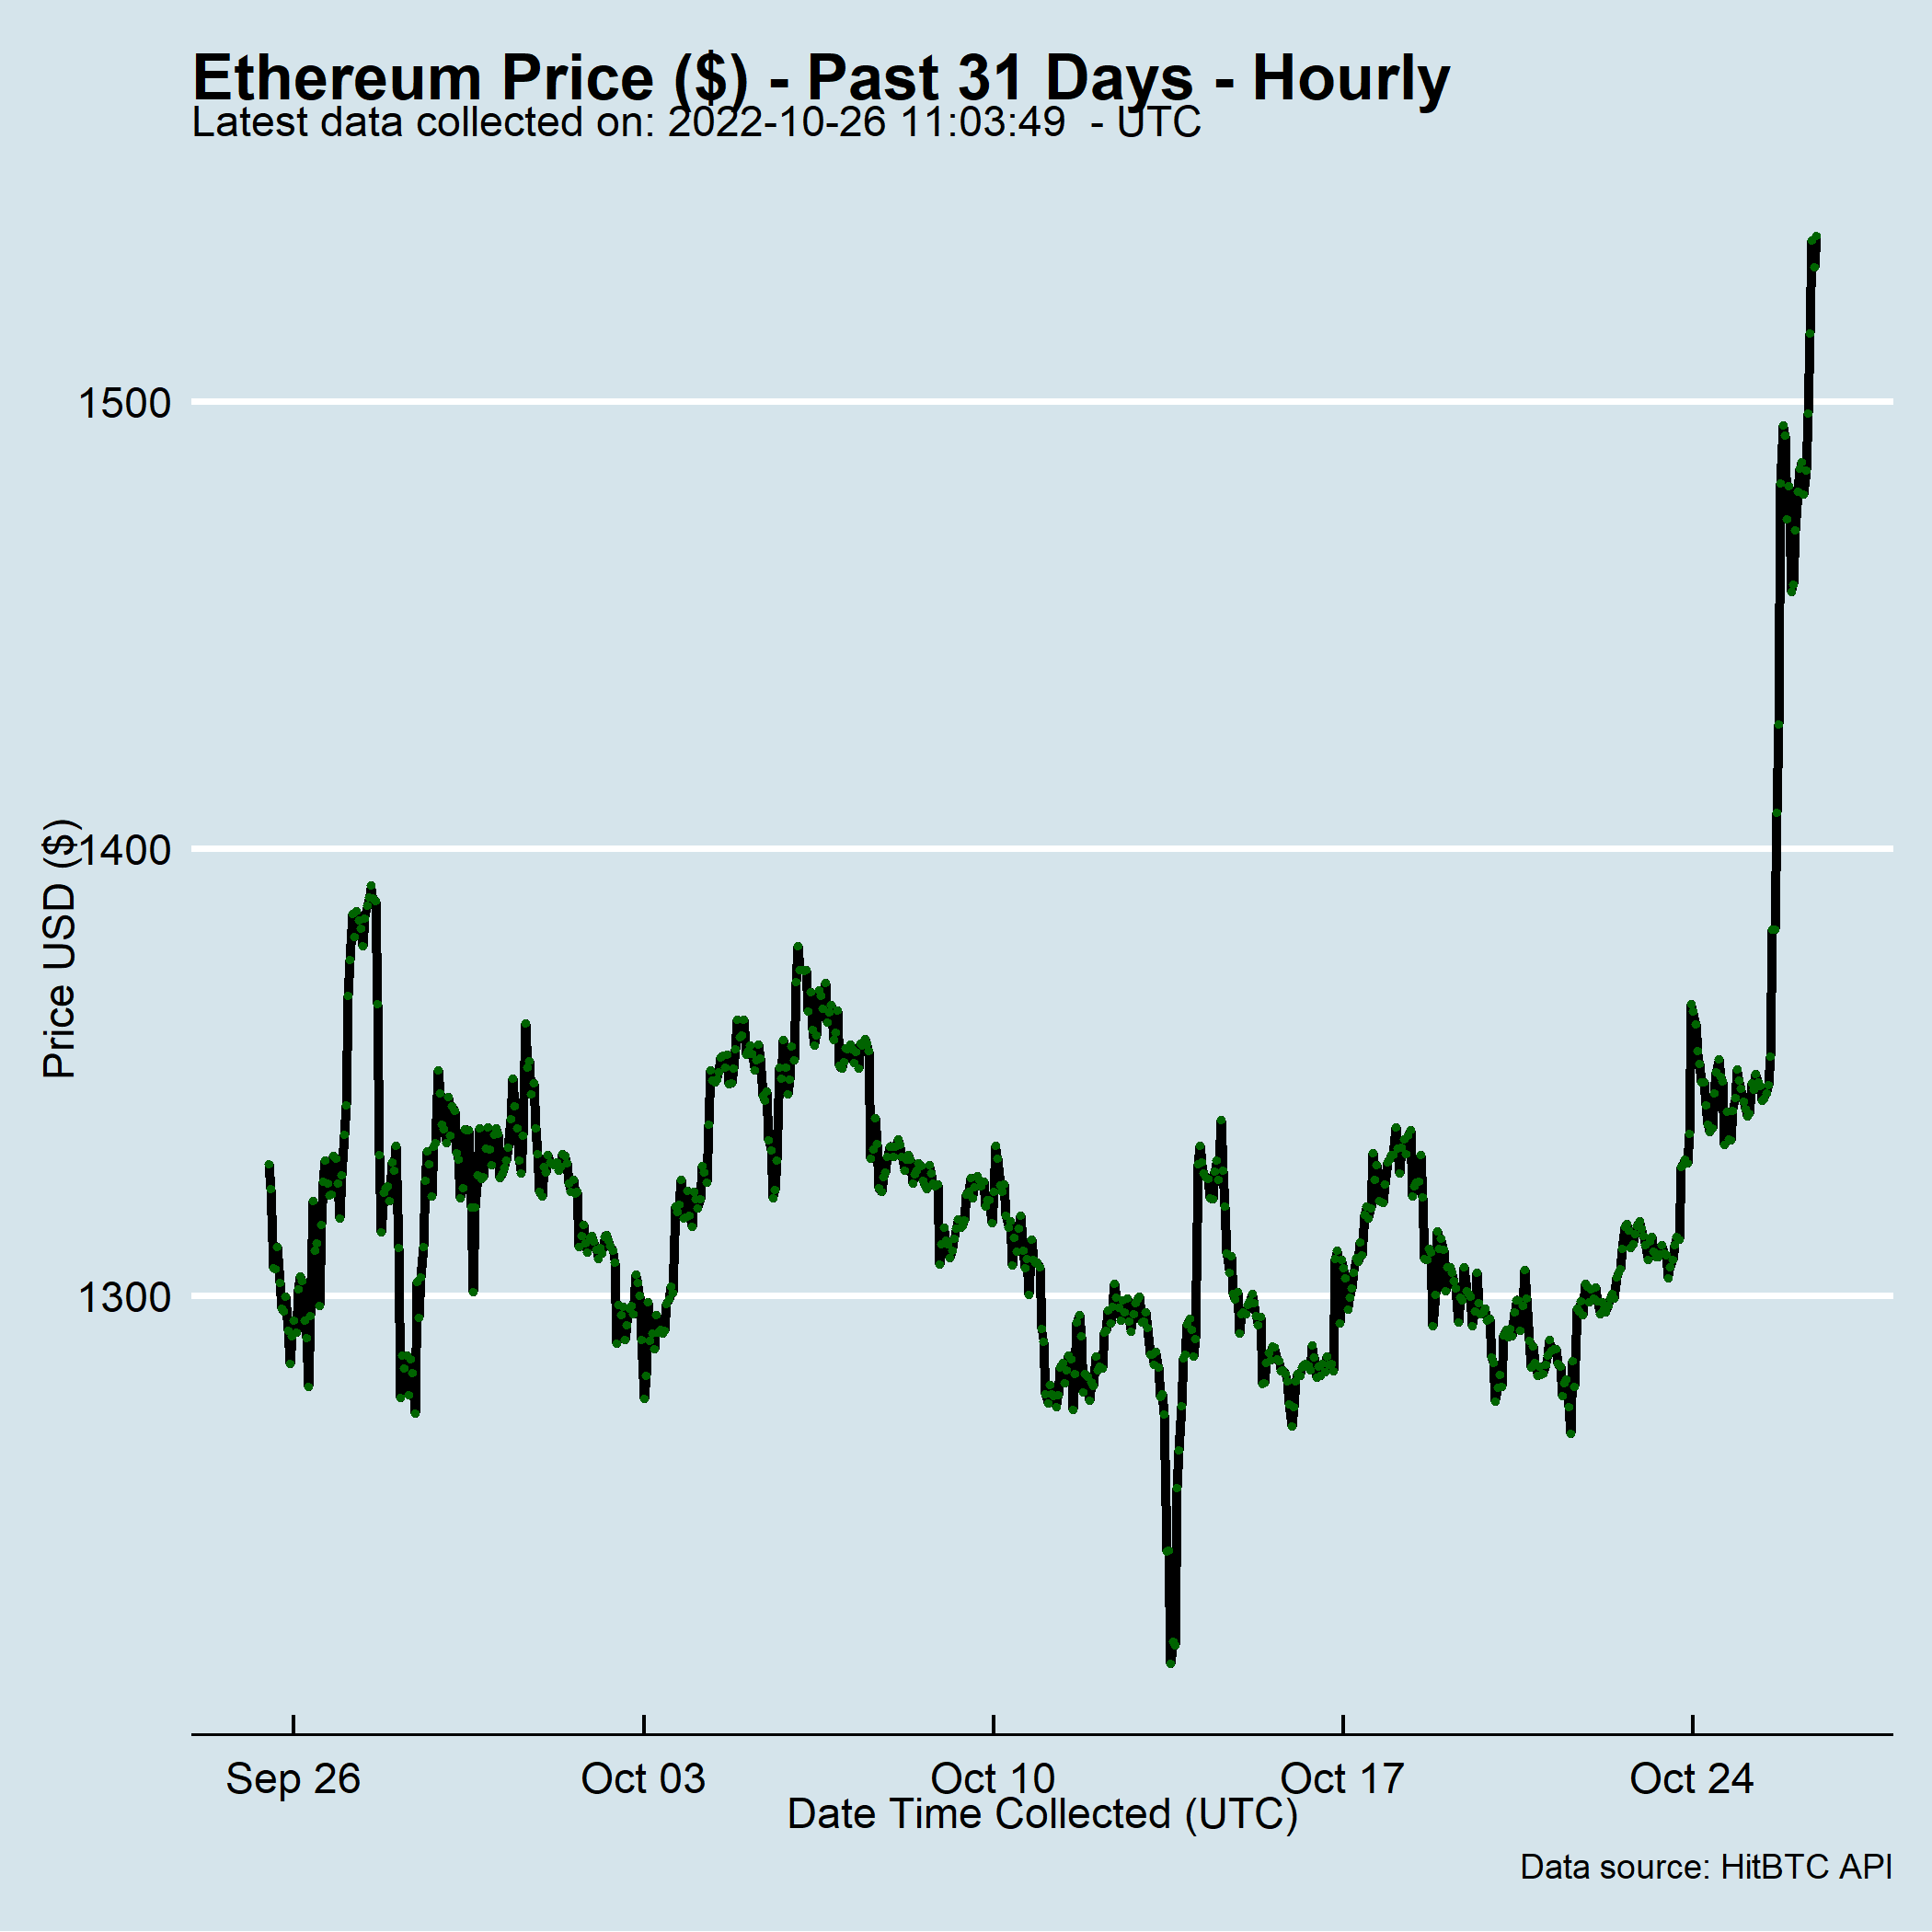 Ethereum Price ($) - Past 31 Days - Hourly
Latest data collected on: 2022-10-26 11:03:49  - UTC
1500
1400
1300
Price USD ($)
Sep 26
Oct 03
Oct 10
Oct 17
Oct 24
Date Time Collected (UTC)
Data source: HitBTC API